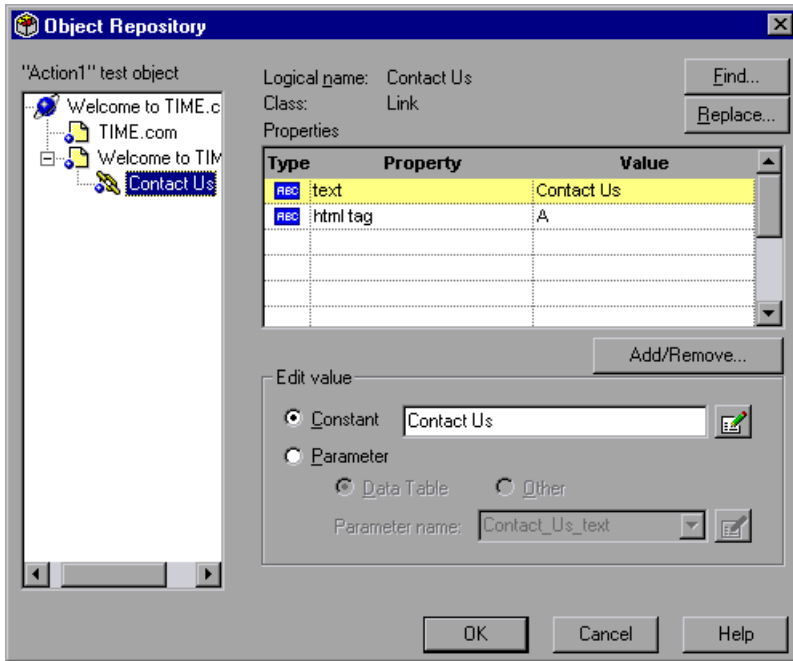 Object Repository
"Action1" test object
Welcome to TIME.c
TIME.com
Welcome to TIM
Contact Us
Logical name: Contact Us
Class: Link
Properties
Find...
Replace...
Type Property Value
ABC text Contact Us
ABC html tag A
Add/Remove...
Edit value
Constant Contact Us
Parameter
Data Table Other
Parameter name: Contact_Us_text
OK Cancel Help